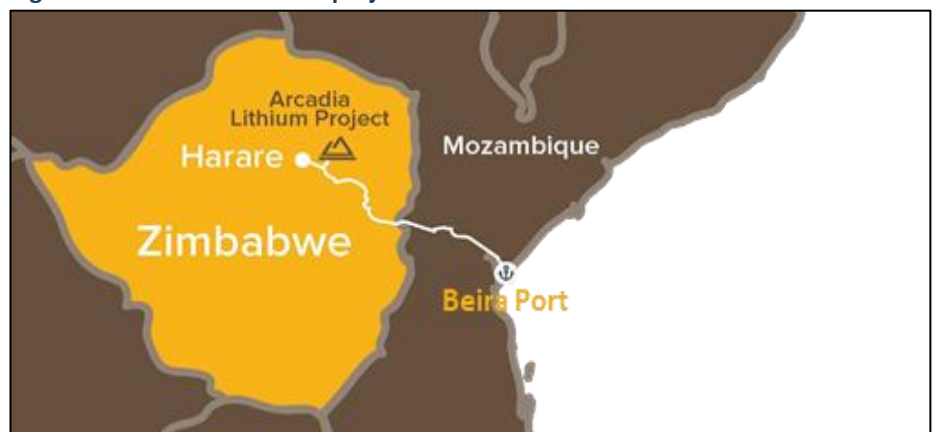 Arcadia
Lithium Project
Harare
Mozambique
Zimbabwe
Beira Port